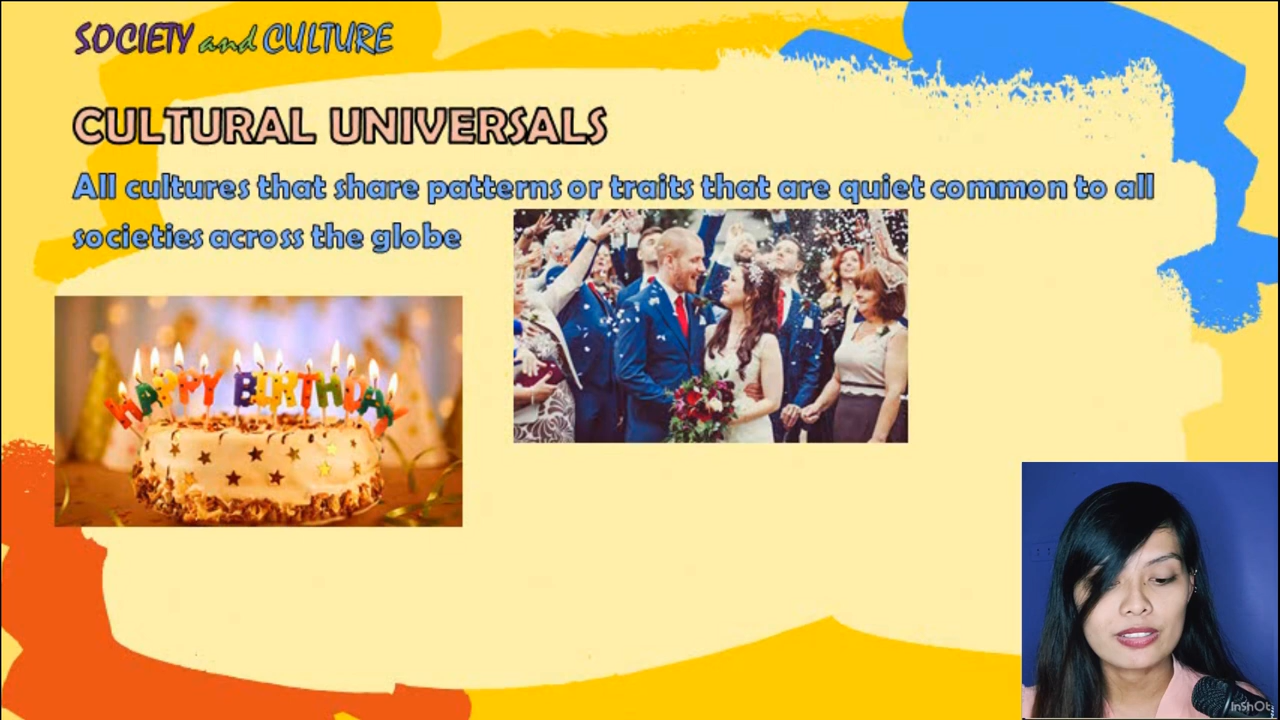 SOCIETY and CULTURE
CULTURAL UNIVERSALS
All cultures that share patterns or traits that are quiet common to all
societies across the globe
HAPPY BIRTHDAY
InShOt